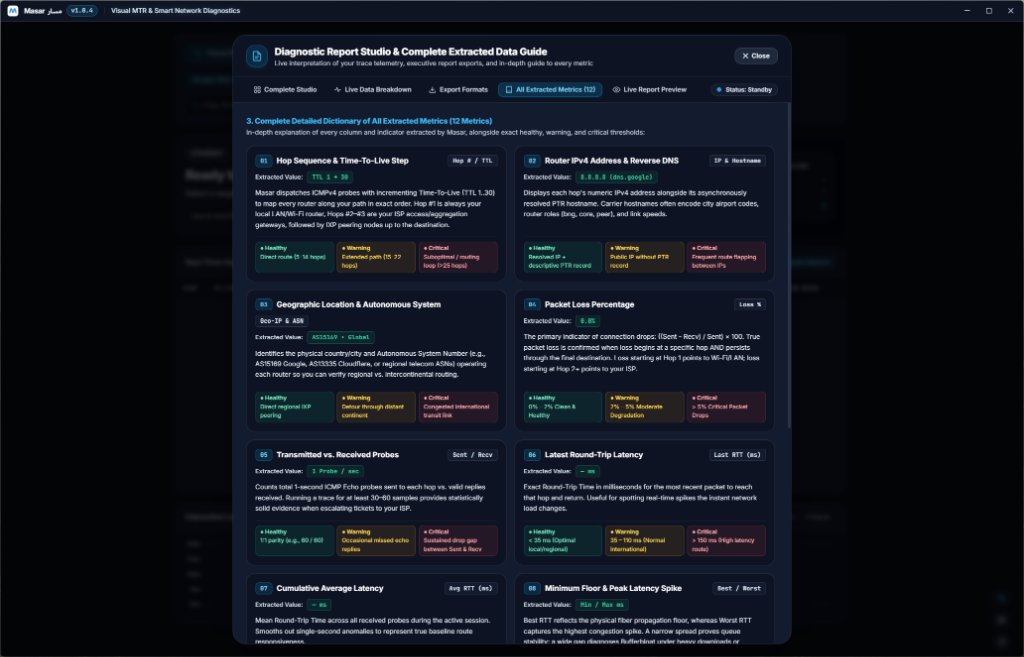 Masar مسار v1.0.4 Visual MTR & Smart Network Diagnostics
Diagnostic Report Studio & Complete Extracted Data Guide
Live interpretation of your trace telemetry, executive report exports, and in-depth guide to every metric
Close
Complete Studio Live Data Breakdown Export Formats All Extracted Metrics (12) Live Report Preview Status: Standby
3. Complete Detailed Dictionary of All Extracted Metrics (12 Metrics)
In-depth explanation of every column and indicator extracted by Masar, alongside exact healthy, warning, and critical thresholds:
01 Hop Sequence & Time-To-Live Step Hop # / TTL
Extracted Value: TTL 1 → 30
Masar dispatches ICMPv4 probes with incrementing Time-To-Live (TTL 1..30)
to map every router along your path in exact order. Hop #1 is always your
local LAN/Wi-Fi router, Hops #2–#3 are your ISP access/aggregation
gateways, followed by IXP peering nodes up to the destination.
• Healthy
Direct route (5-14 hops)
• Warning
Extended path (15-22
hops)
• Critical
Suboptimal / routing
loop (>25 hops)
02 Router IPv4 Address & Reverse DNS IP & Hostname
Extracted Value: 8.8.8.8 (dns.google)
Displays each hop's numeric IPv4 address alongside its asynchronously
resolved PTR hostname. Carrier hostnames often encode city airport codes,
router roles (bng, core, peer), and link speeds.
• Healthy
Resolved IP +
descriptive PTR record
• Warning
Public IP without PTR
record
• Critical
Frequent route flapping
between IPs
03 Geographic Location & Autonomous System
Geo-IP & ASN
Extracted Value: AS15169 • Global
Identifies the physical country/city and Autonomous System Number (e.g.,
AS15169 Google, AS13335 Cloudflare, or regional telecom ASNs) operating
each router so you can verify regional vs. intercontinental routing.
• Healthy
Direct regional IXP
peering
• Warning
Detour through distant
continent
• Critical
Congested international
transit link
04 Packet Loss Percentage Loss %
Extracted Value: 0.0%
The primary indicator of connection drops: ((Sent - Recv) / Sent) × 100. True
packet loss is confirmed when loss begins at a specific hop AND persists
through the final destination. Loss starting at Hop 1 points to Wi-Fi/LAN; loss
starting at Hop 2+ points to your ISP.
• Healthy
0% - 2% Clean &
Healthy
• Warning
2% - 5% Moderate
Degradation
• Critical
> 5% Critical Packet
Drops
05 Transmitted vs. Received Probes Sent / Recv
Extracted Value: 1 Probe / sec
Counts total 1-second ICMP Echo probes sent to each hop vs. valid replies
received. Running a trace for at least 30–60 samples provides statistically
solid evidence when escalating tickets to your ISP.
• Healthy
1:1 parity (e.g., 60 / 60)
• Warning
Occasional missed echo
replies
• Critical
Sustained drop gap
between Sent & Recv
06 Latest Round-Trip Latency Last RTT (ms)
Extracted Value: — ms
Exact Round-Trip Time in milliseconds for the most recent packet to reach
that hop and return. Useful for spotting real-time spikes the instant network
load changes.
• Healthy
< 35 ms (Optimal
local/regional)
• Warning
35 – 110 ms (Normal
international)
• Critical
> 150 ms (High latency
route)
07 Cumulative Average Latency Avg RTT (ms)
Extracted Value: — ms
Mean Round-Trip Time across all received probes during the active session.
Smooths out single-second anomalies to represent true baseline route
responsiveness.
08 Minimum Floor & Peak Latency Spike Best / Worst
Extracted Value: Min / Max ms
Best RTT reflects the physical fiber propagation floor, whereas Worst RTT
captures the highest congestion spike. A narrow spread proves queue
stability; a wide gap diagnoses Bufferbloat under heavy downloads or